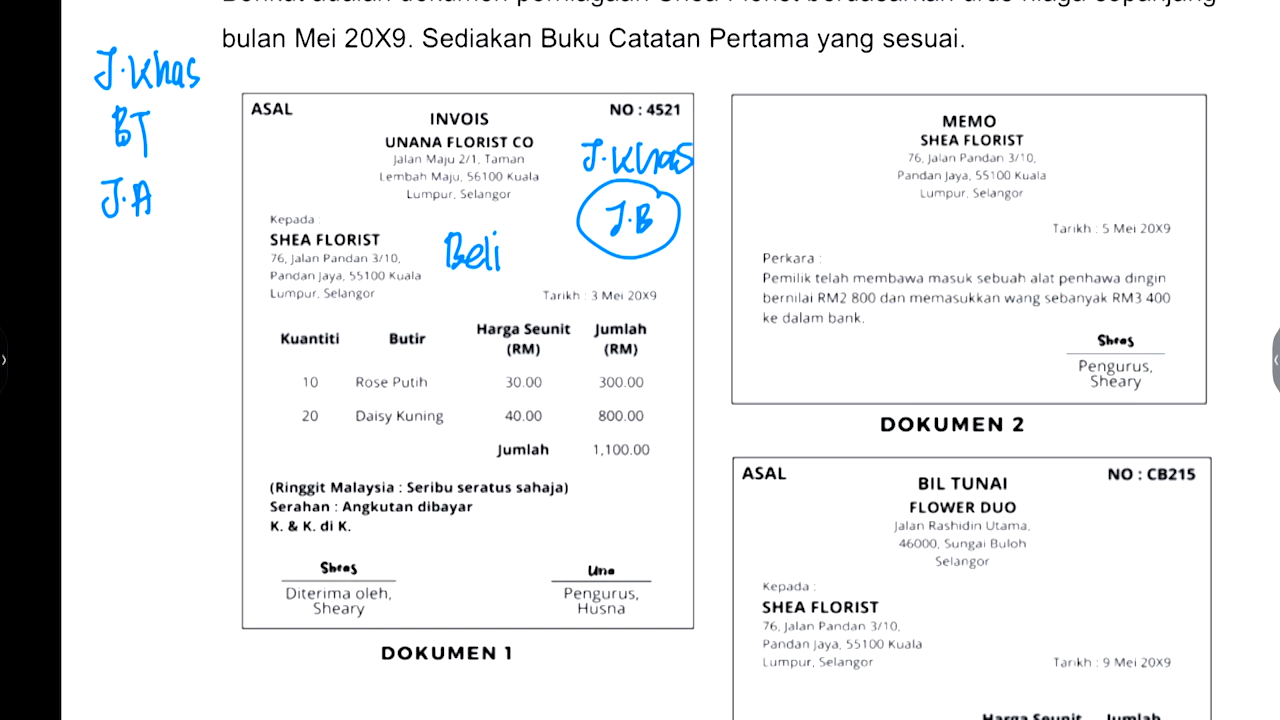 bulan Mei 20X9. Sediakan Buku Catatan Pertama yang sesuai.
J.Khas
BT
J.A
ASAL
NO : 4521
INVOIS
UNANA FLORIST CO
Jalan Maju 2/1, Taman
Lembah Maju, 56100 Kuala
Lumpur, Selangor
J.Khas
J.B
Kepada :
SHEA FLORIST
76, Jalan Pandan 3/10,
Pandan Jaya, 55100 Kuala
Lumpur, Selangor
Beli
Tarikh : 3 Mei 20X9
Kuantiti Butir Harga Seunit Jumlah
(RM) (RM)
10 Rose Putih 30.00 300.00
20 Daisy Kuning 40.00 800.00
Jumlah 1,100.00
(Ringgit Malaysia : Seribu seratus sahaja)
Serahan : Angkutan dibayar
K. & K. di K.
Sheas Una
Diterima oleh, Pengurus,
Sheary Husna
DOKUMEN 1
MEMO
SHEA FLORIST
76, Jalan Pandan 3/10,
Pandan Jaya, 55100 Kuala
Lumpur, Selangor
Tarikh : 5 Mei 20X9
Perkara :
Pemilik telah membawa masuk sebuah alat penhawa dingin
bernilai RM2 800 dan memasukkan wang sebanyak RM3 400
ke dalam bank.
Sheas
Pengurus,
Sheary
DOKUMEN 2
ASAL
NO : CB215
BIL TUNAI
FLOWER DUO
Jalan Rashidin Utama,
46000, Sungai Buloh
Selangor
Kepada :
SHEA FLORIST
76, Jalan Pandan 3/10,
Pandan Jaya, 55100 Kuala
Lumpur, Selangor
Tarikh : 9 Mei 20X9
Harga Seunit Jumlah